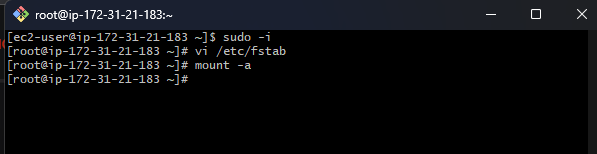 root@ip-172-31-21-183:~
[ec2-user@ip-172-31-21-183 ~]$ sudo -i
[root@ip-172-31-21-183 ~]# vi /etc/fstab
[root@ip-172-31-21-183 ~]# mount -a
[root@ip-172-31-21-183 ~]#